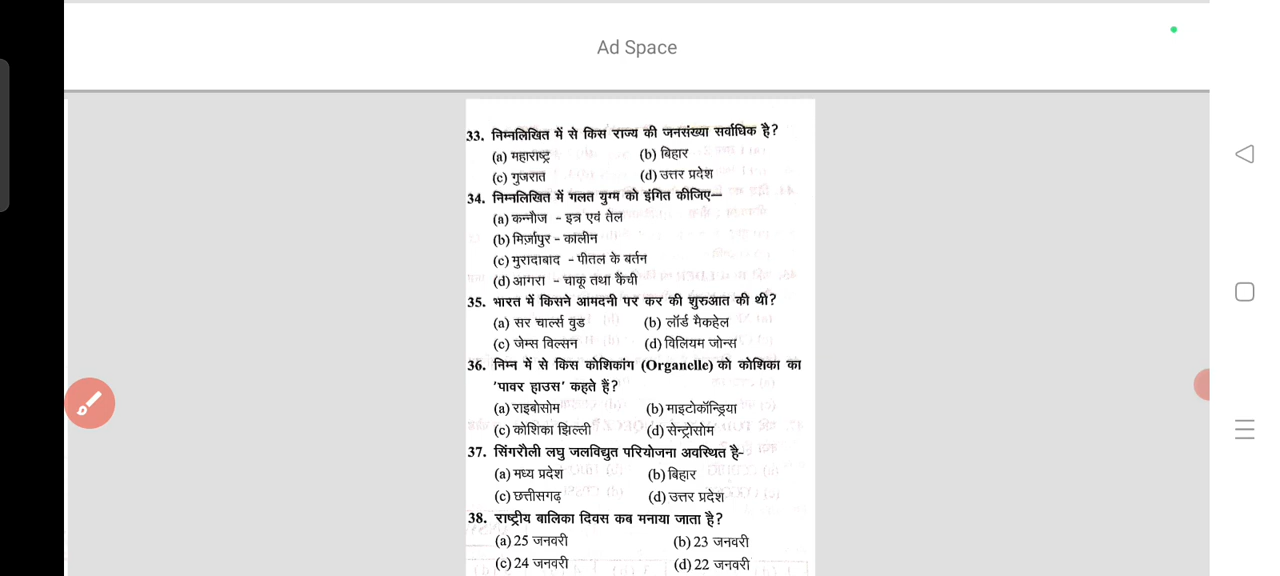 Ad Space
33. निम्नलिखित में से किस राज्य की जनसंख्या सर्वाधिक है?
(a) महाराष्ट्र (b) बिहार
(c) गुजरात (d) उत्तर प्रदेश
34. निम्नलिखित में गलत युग्म को इंगित कीजिए—
(a) कन्नौज - इत्र एवं तेल
(b) मिर्ज़ापुर - कालीन
(c) मुरादाबाद - पीतल के बर्तन
(d) आगरा - चाकू तथा कैंची
35. भारत में किसने आमदनी पर कर की शुरुआत की थी?
(a) सर चार्ल्स वुड (b) लॉर्ड मैकहेल
(c) जेम्स विल्सन (d) विलियम जोन्स
36. निम्न में से किस कोशिकांग (Organelle) को कोशिका का
'पावर हाउस' कहते हैं?
(a) राइबोसोम (b) माइटोकॉन्ड्रिया
(c) कोशिका झिल्ली (d) सेन्ट्रोसोम
37. सिंगरौली लघु जलविद्युत परियोजना अवस्थित है-
(a) मध्य प्रदेश (b) बिहार
(c) छत्तीसगढ़ (d) उत्तर प्रदेश
38. राष्ट्रीय बालिका दिवस कब मनाया जाता है?
(a) 25 जनवरी (b) 23 जनवरी
(c) 24 जनवरी (d) 22 जनवरी